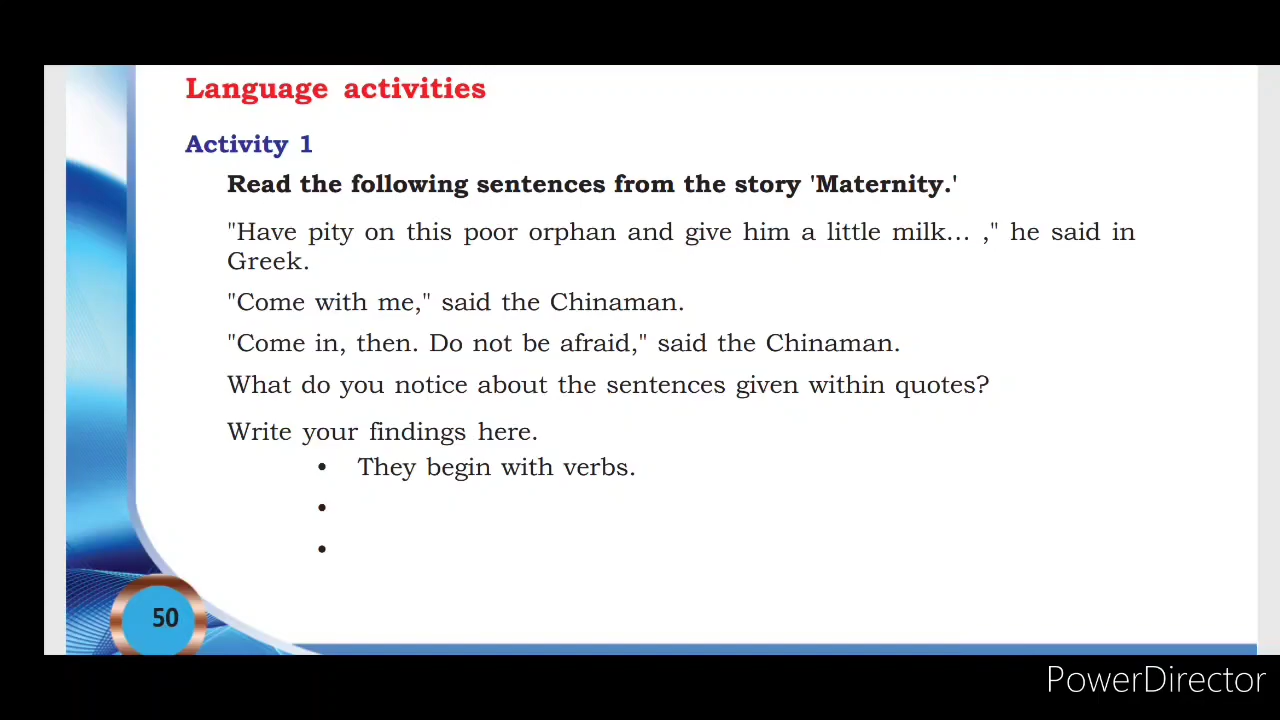 Language activities
Activity 1
Read the following sentences from the story 'Maternity.'
"Have pity on this poor orphan and give him a little milk... ," he said in
Greek.
"Come with me," said the Chinaman.
"Come in, then. Do not be afraid," said the Chinaman.
What do you notice about the sentences given within quotes?
Write your findings here.
• They begin with verbs.
•
•
50
PowerDirector